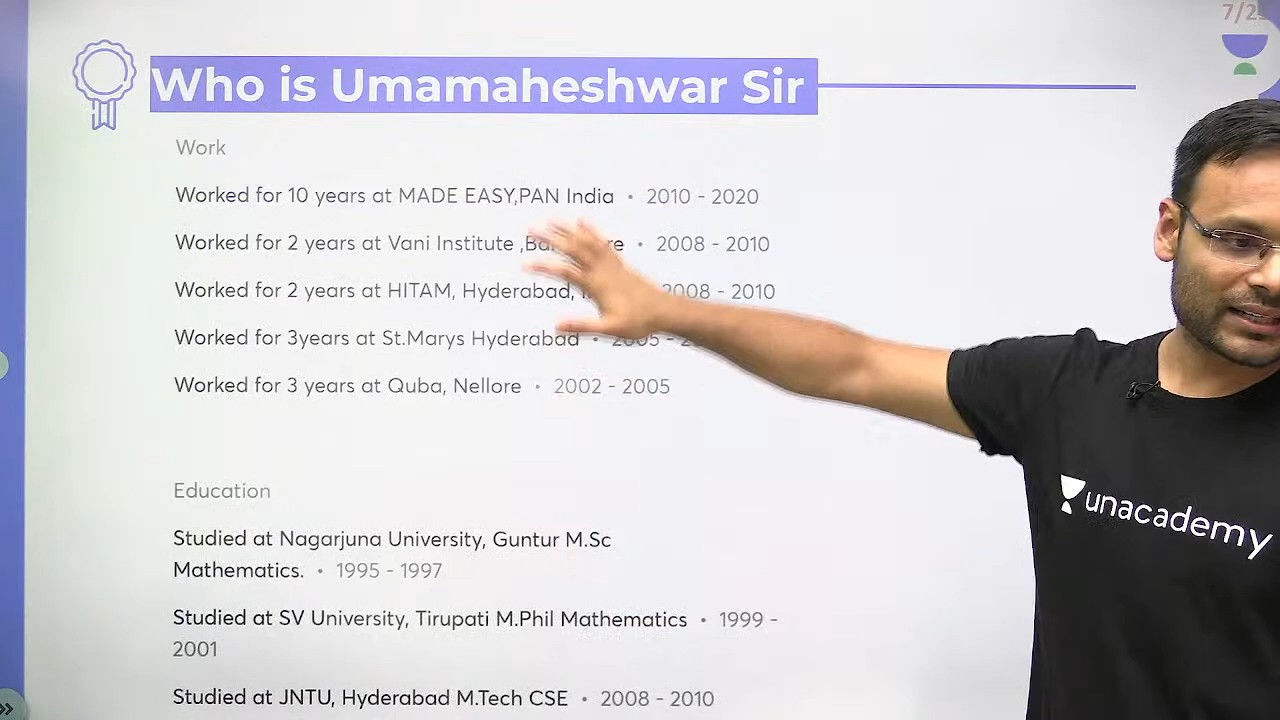 7/2
Who is Umamaheshwar Sir
Work
Worked for 10 years at MADE EASY,PAN India • 2010 - 2020
Worked for 2 years at Vani Institute , • 2008 - 2010
Worked for 2 years at HITAM, Hyderabad, 2008 - 2010
Worked for 3years at St.Marys Hyderabad • 2005 -
Worked for 3 years at Quba, Nellore • 2002 - 2005
Education
Studied at Nagarjuna University, Guntur M.Sc
Mathematics. • 1995 - 1997
Studied at SV University, Tirupati M.Phil Mathematics • 1999 -
2001
Studied at JNTU, Hyderabad M.Tech CSE • 2008 - 2010
unacademy